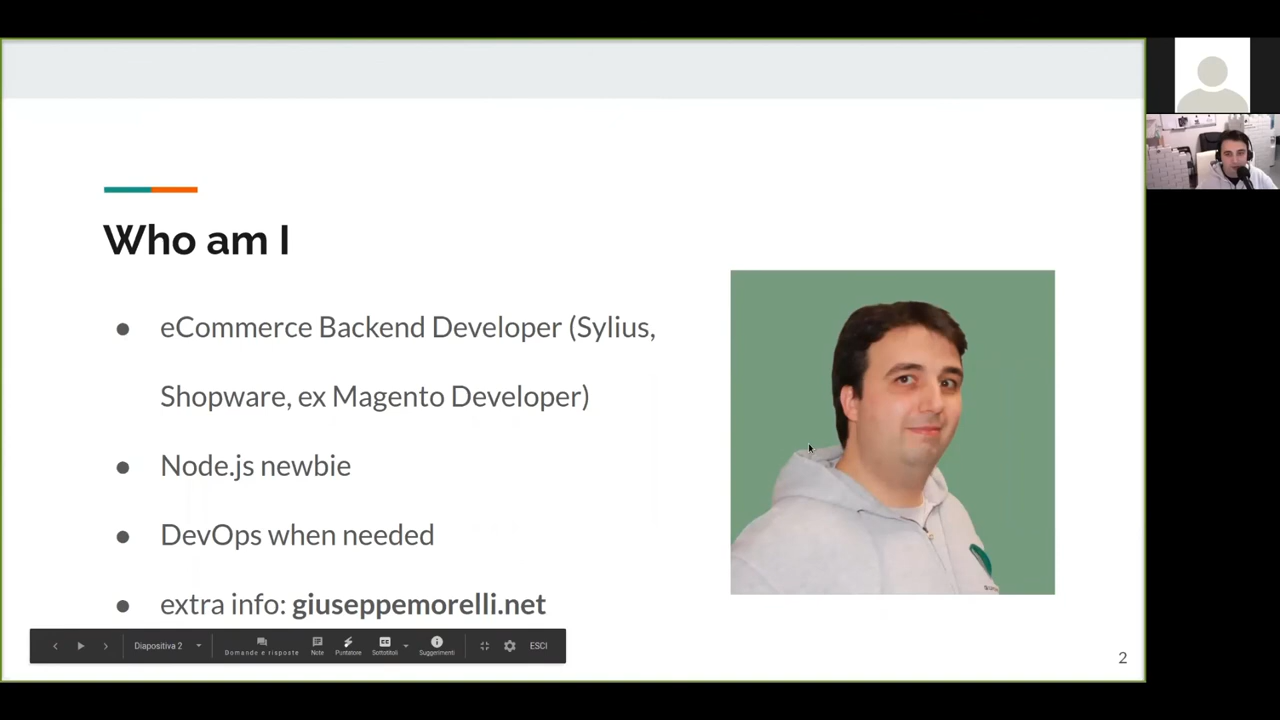 Who am I
● eCommerce Backend Developer (Sylius,
Shopware, ex Magento Developer)
● Node.js newbie
● DevOps when needed
● extra info: giuseppemorelli.net
Diapositiva 2
Domande e risposte
Note
Puntatore
Sottotitoli
Suggerimenti
ESCI
2